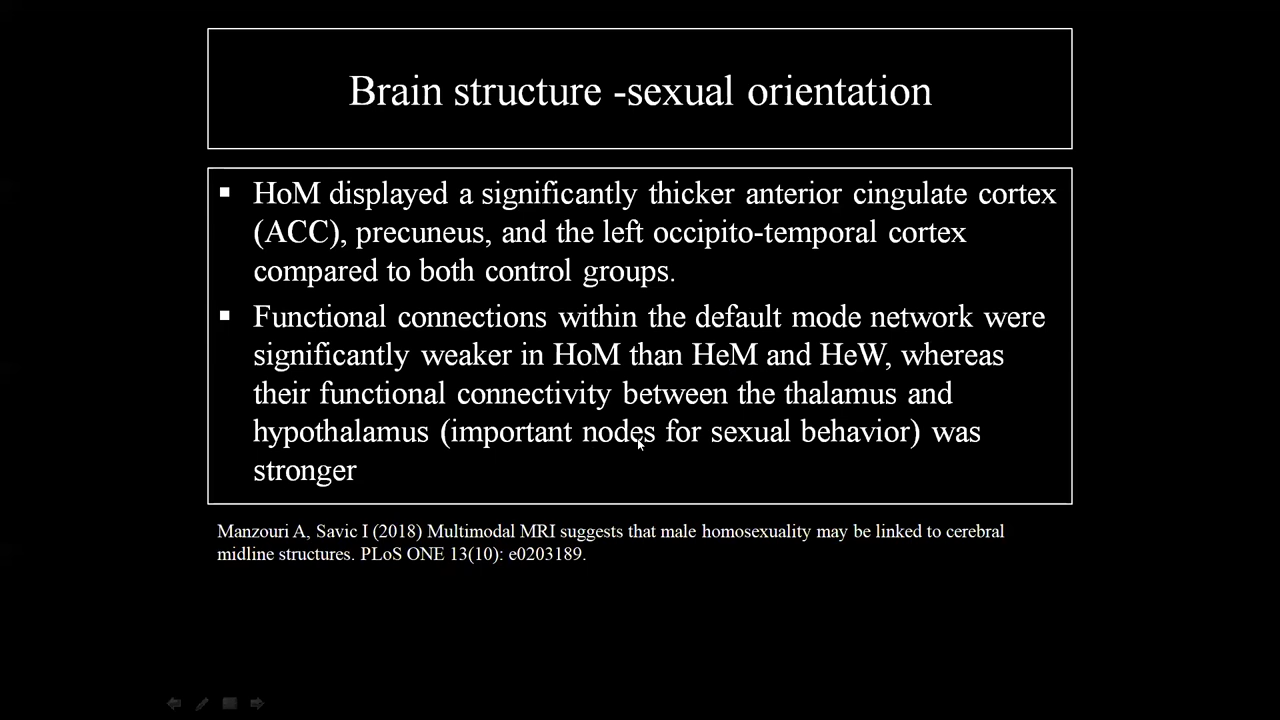 Brain structure -sexual orientation
▪ HoM displayed a significantly thicker anterior cingulate cortex
(ACC), precuneus, and the left occipito-temporal cortex
compared to both control groups.
▪ Functional connections within the default mode network were
significantly weaker in HoM than HeM and HeW, whereas
their functional connectivity between the thalamus and
hypothalamus (important nodes for sexual behavior) was
stronger
Manzouri A, Savic I (2018) Multimodal MRI suggests that male homosexuality may be linked to cerebral
midline structures. PLoS ONE 13(10): e0203189.